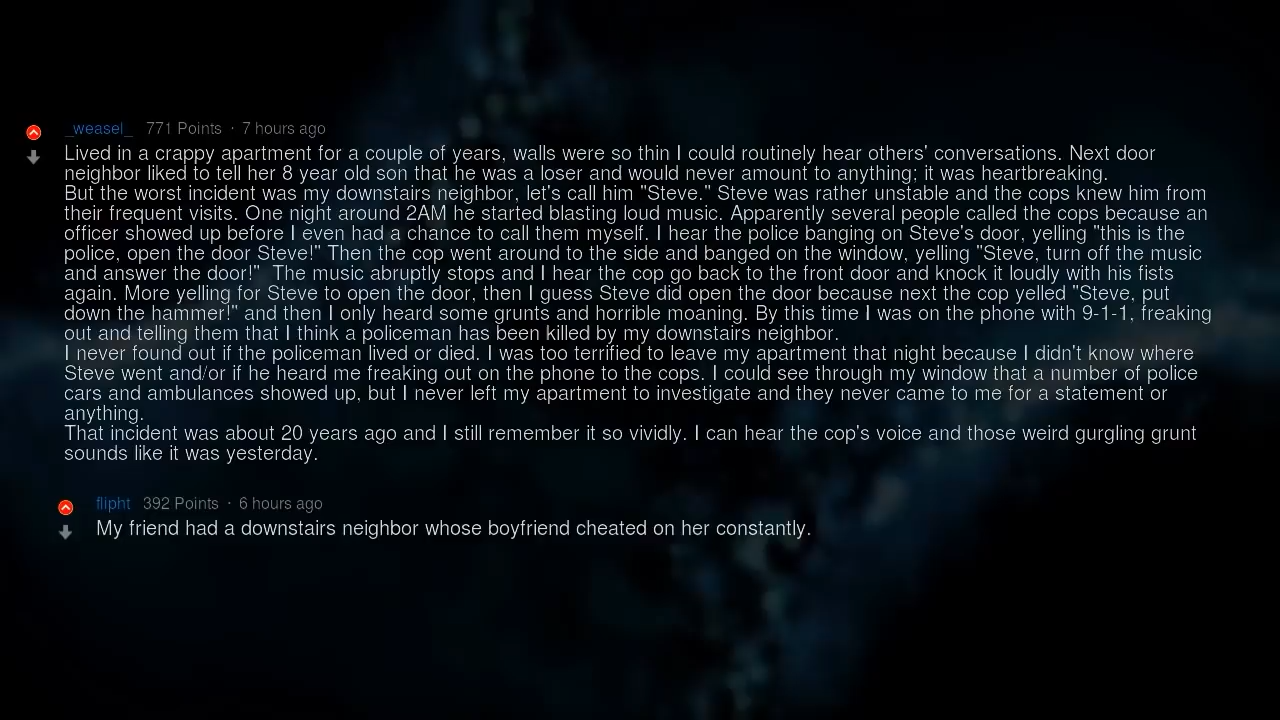 _weasel_ 771 Points · 7 hours ago
Lived in a crappy apartment for a couple of years, walls were so thin I could routinely hear others' conversations. Next door
neighbor liked to tell her 8 year old son that he was a loser and would never amount to anything; it was heartbreaking.
But the worst incident was my downstairs neighbor, let's call him "Steve." Steve was rather unstable and the cops knew him from
their frequent visits. One night around 2AM he started blasting loud music. Apparently several people called the cops because an
officer showed up before I even had a chance to call them myself. I hear the police banging on Steve's door, yelling "this is the
police, open the door Steve!" Then the cop went around to the side and banged on the window, yelling "Steve, turn off the music
and answer the door!"  The music abruptly stops and I hear the cop go back to the front door and knock it loudly with his fists
again. More yelling for Steve to open the door, then I guess Steve did open the door because next the cop yelled "Steve, put
down the hammer!" and then I only heard some grunts and horrible moaning. By this time I was on the phone with 9-1-1, freaking
out and telling them that I think a policeman has been killed by my downstairs neighbor.
I never found out if the policeman lived or died. I was too terrified to leave my apartment that night because I didn't know where
Steve went and/or if he heard me freaking out on the phone to the cops. I could see through my window that a number of police
cars and ambulances showed up, but I never left my apartment to investigate and they never came to me for a statement or
anything.
That incident was about 20 years ago and I still remember it so vividly. I can hear the cop's voice and those weird gurgling grunt
sounds like it was yesterday.
flipht 392 Points · 6 hours ago
My friend had a downstairs neighbor whose boyfriend cheated on her constantly.